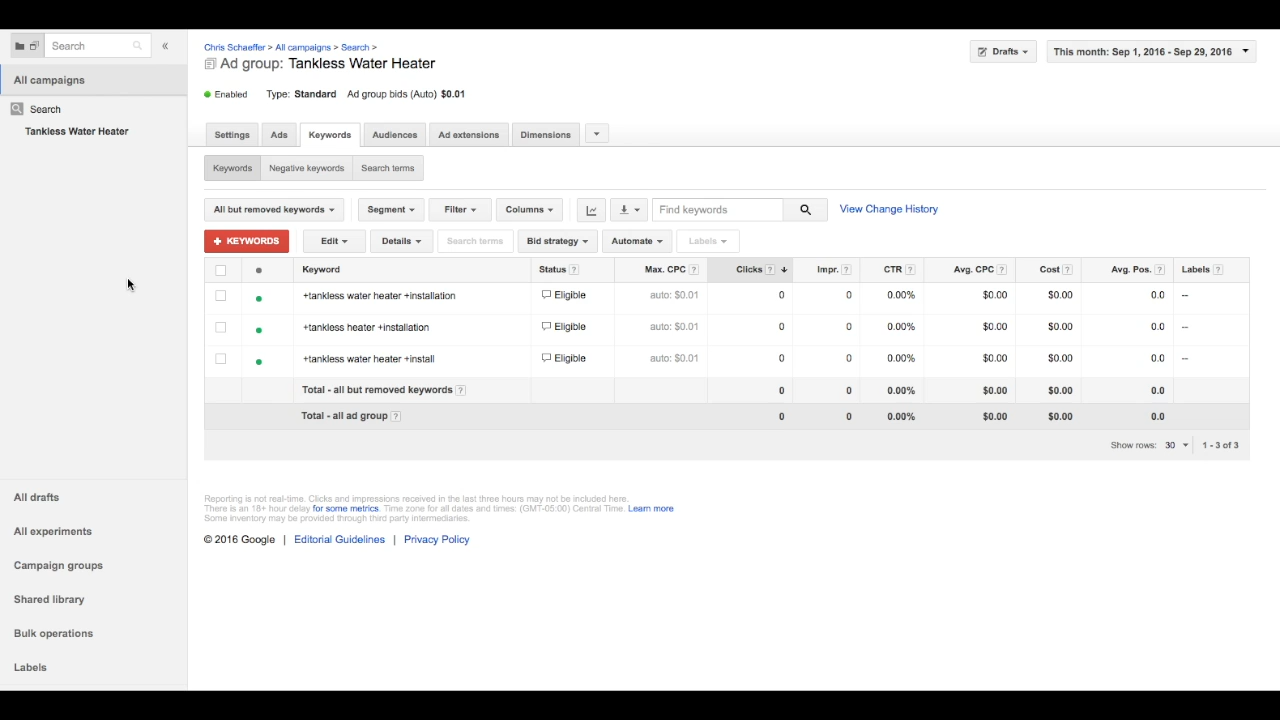 Search «
Chris Schaeffer > All campaigns > Search >
Ad group: Tankless Water Heater
Drafts
This month: Sep 1, 2016 - Sep 29, 2016
All campaigns
Search
Tankless Water Heater
Enabled Type: Standard Ad group bids (Auto) $0.01
Settings Ads Keywords Audiences Ad extensions Dimensions
Keywords Negative keywords Search terms
All but removed keywords Segment Filter Columns Find keywords View Change History
+ KEYWORDS Edit Details Search terms Bid strategy Automate Labels
Keyword Status ? Max. CPC ? Clicks ? Impr. ? CTR ? Avg. CPC ? Cost ? Avg. Pos. ? Labels ?
+tankless water heater +installation Eligible auto: $0.01 0 0 0.00% $0.00 $0.00 0.0 --
+tankless heater +installation Eligible auto: $0.01 0 0 0.00% $0.00 $0.00 0.0 --
+tankless water heater +install Eligible auto: $0.01 0 0 0.00% $0.00 $0.00 0.0 --
Total - all but removed keywords ? 0 0 0.00% $0.00 $0.00 0.0
Total - all ad group ? 0 0 0.00% $0.00 $0.00 0.0
Show rows: 30 1 - 3 of 3
Reporting is not real-time. Clicks and impressions received in the last three hours may not be included here.
There is an 18+ hour delay for some metrics. Time zone for all dates and times: (GMT-05:00) Central Time. Learn more
Some inventory may be provided through third party intermediaries.
© 2016 Google | Editorial Guidelines | Privacy Policy
All drafts
All experiments
Campaign groups
Shared library
Bulk operations
Labels